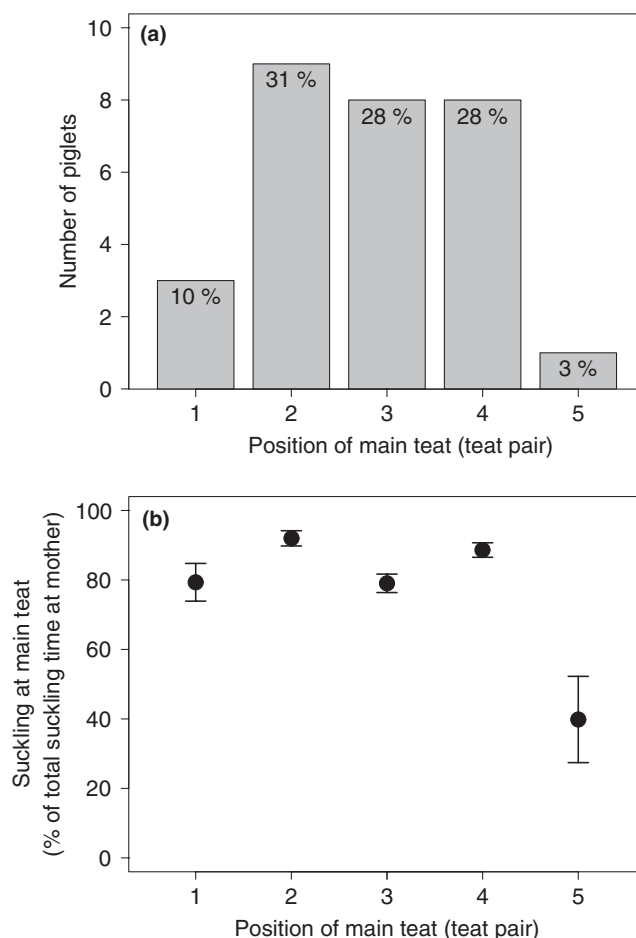 (a)
Number of piglets
10
8
6
4
2
0
10 %
31 %
28 %
28 %
3 %
1 2 3 4 5
Position of main teat (teat pair)
(b)
Suckling at main teat
(% of total suckling time at mother)
100
80
60
40
20
0
1 2 3 4 5
Position of main teat (teat pair)